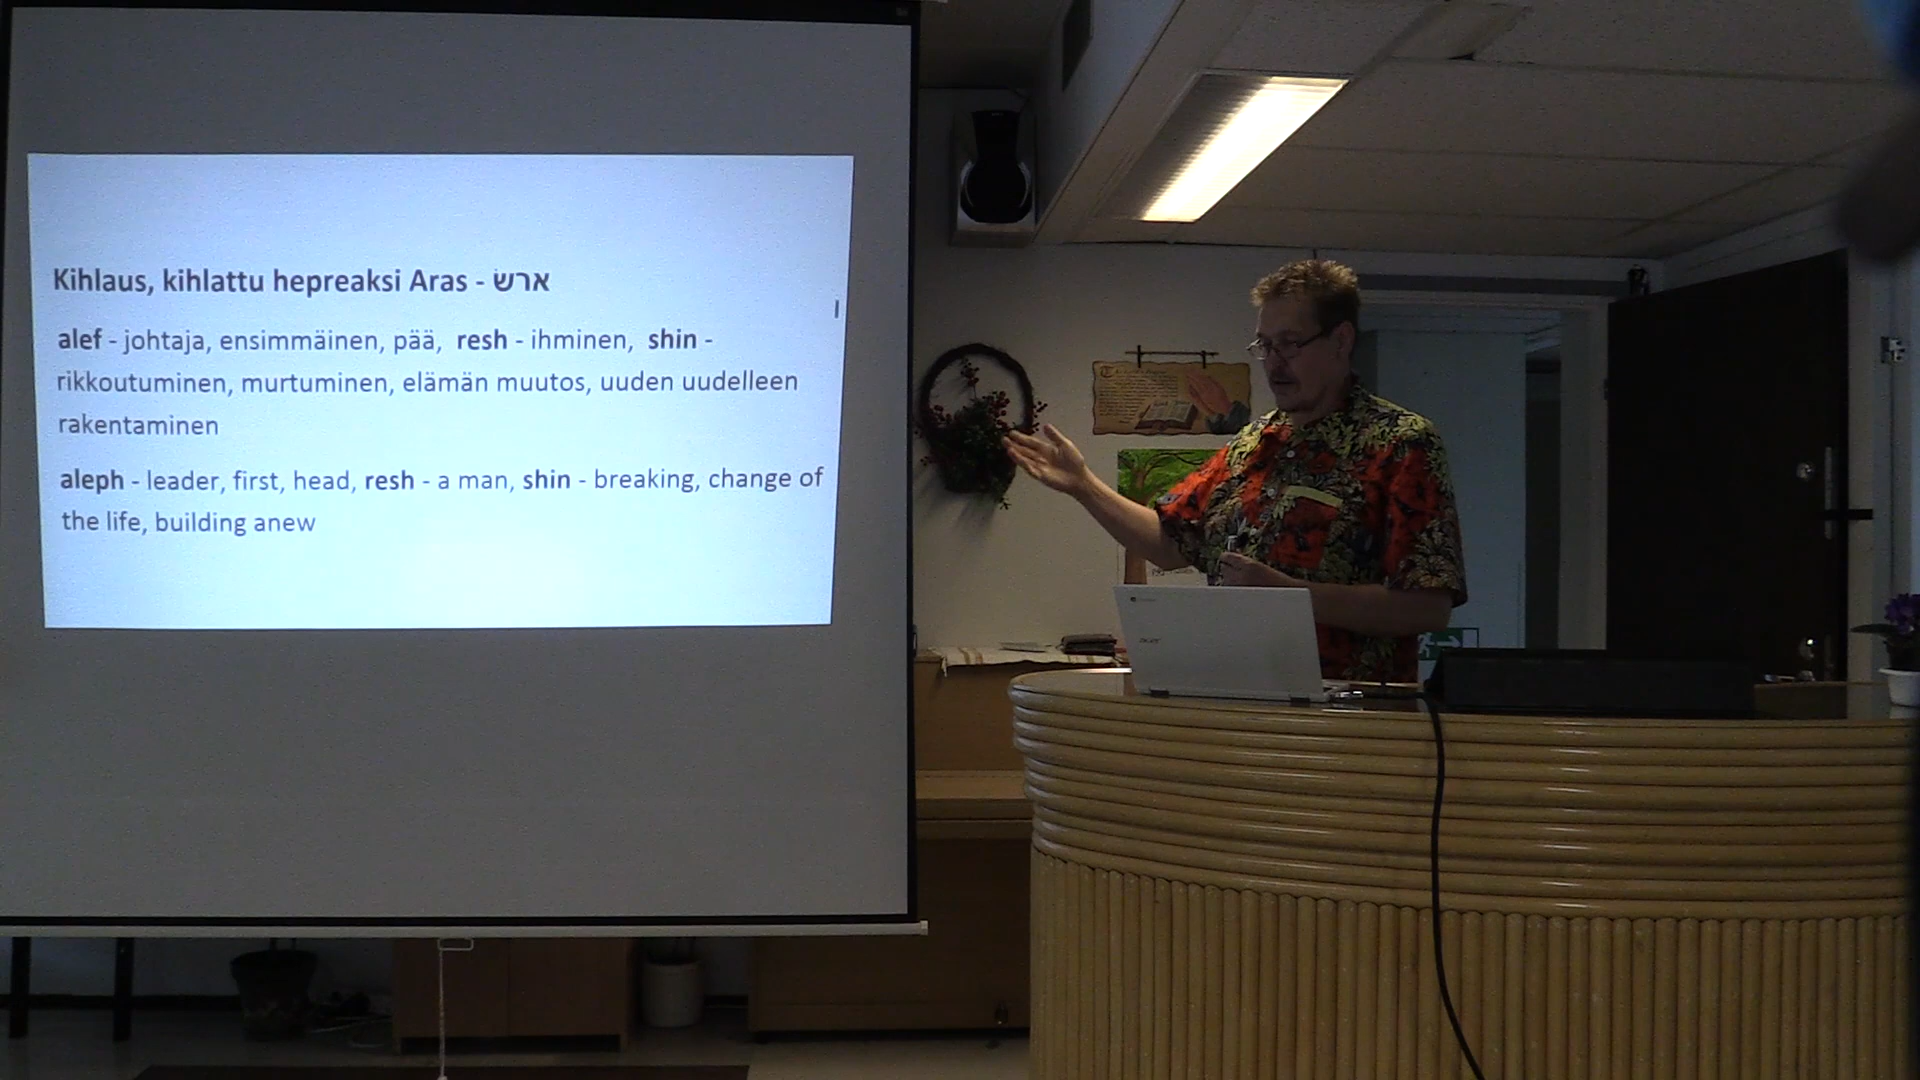 Kihlaus, kihlattu hepreaksi Aras - ארשׂ
alef - johtaja, ensimmäinen, pää, resh - ihminen, shin -
rikkoutuminen, murtuminen, elämän muutos, uuden uudelleen
rakentaminen
aleph - leader, first, head, resh - a man, shin - breaking, change of
the life, building anew
acer